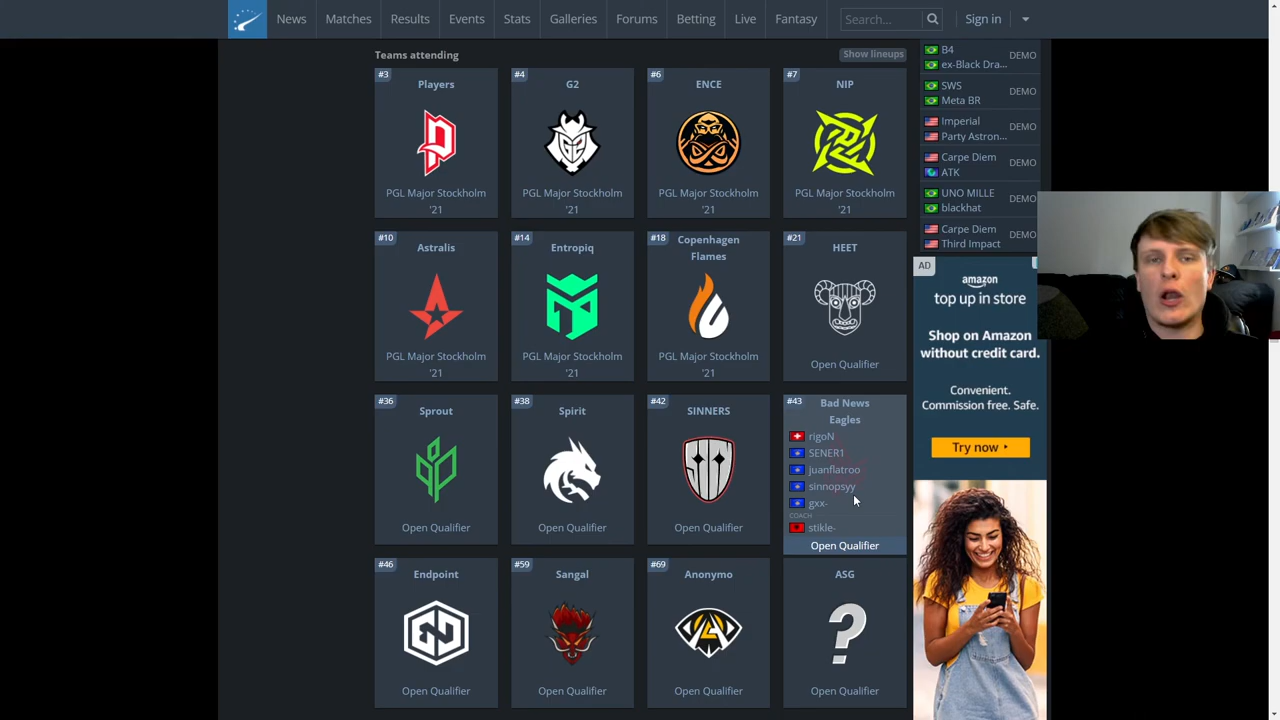 News Matches Results Events Stats Galleries Forums Betting Live Fantasy Search... Sign in
Teams attending
Show lineups
#3
Players
PGL Major Stockholm
'21
#4
G2
PGL Major Stockholm
'21
#6
ENCE
PGL Major Stockholm
'21
#7
NIP
PGL Major Stockholm
'21
#10
Astralis
PGL Major Stockholm
'21
#14
Entropiq
PGL Major Stockholm
'21
#18
Copenhagen
Flames
PGL Major Stockholm
'21
#21
HEET
Open Qualifier
#36
Sprout
Open Qualifier
#38
Spirit
Open Qualifier
#42
SINNERS
Open Qualifier
#43
Bad News
Eagles
rigoN
SENER1
juanflatroo
sinnopsyy
gxx-
COACH
stikle-
Open Qualifier
#46
Endpoint
Open Qualifier
#59
Sangal
Open Qualifier
#69
Anonymo
Open Qualifier
ASG
?
Open Qualifier
B4
ex-Black Dra...
DEMO
SWS
Meta BR
DEMO
Imperial
Party Astron...
DEMO
Carpe Diem
ATK
DEMO
UNO MILLE
blackhat
DEMO
Carpe Diem
Third Impact
DEMO
AD
amazon
top up in store
Shop on Amazon
without credit card.
Convenient.
Commission free. Safe.
Try now